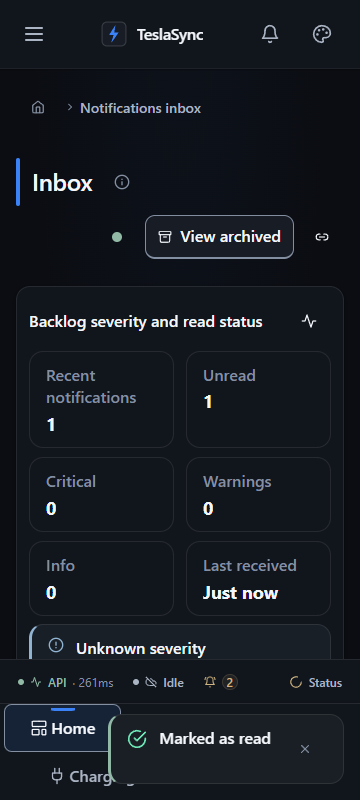 TeslaSync
Notifications inbox
Inbox
View archived
Backlog severity and read status
Recent notifications
1
Unread
1
Critical
0
Warnings
0
Info
0
Last received
Just now
Unknown severity
API · 261ms
Idle
2
Status
Home
Marked as read